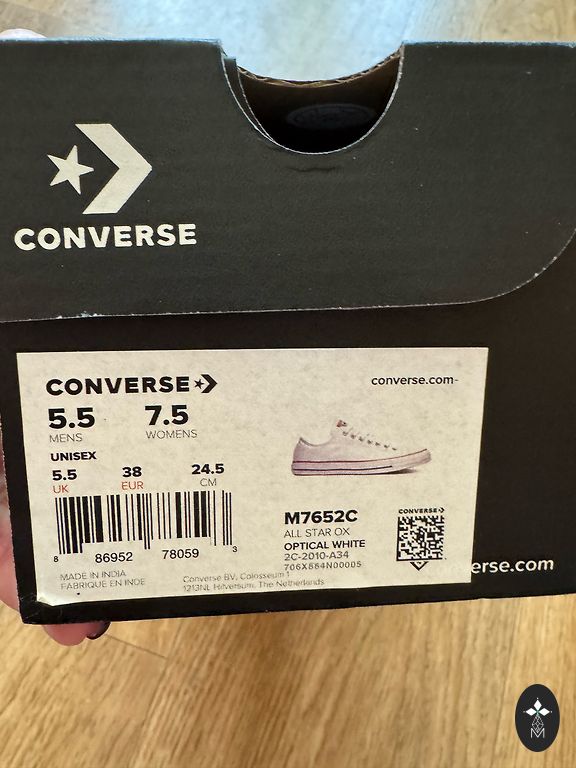 CONVERSE
CONVERSE
converse.com
5.5 7.5
MENS WOMENS
UNISEX
5.5 38 24.5
UK EUR CM
8 86952 78059 3
M7652C
ALL STAR OX
OPTICAL WHITE
2C-2010-A34
706X884N00005
CONVERSE
MADE IN INDIA
FABRIQUE EN INDE
Converse BV, Colosseum 1
1213NL Hilversum, The Netherlands
erse.com
M